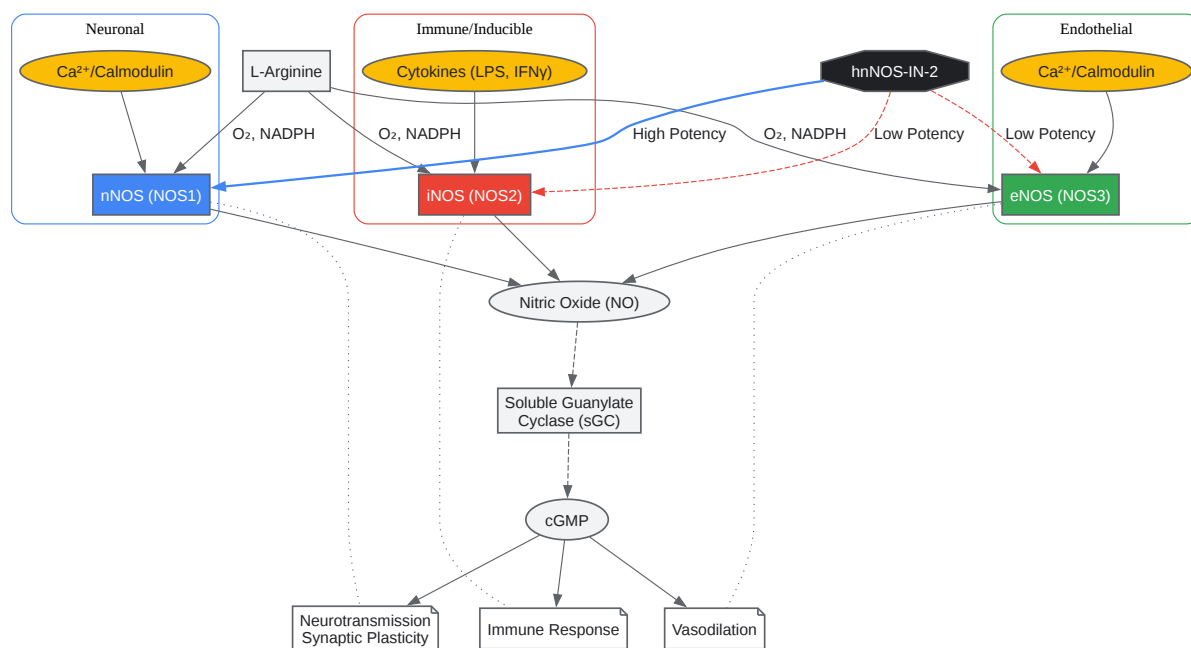 Neuronal
Immune/Inducible
Endothelial
Ca²⁺/Calmodulin
L-Arginine
Cytokines (LPS, IFNγ)
hnNOS-IN-2
Ca²⁺/Calmodulin
O₂, NADPH
O₂, NADPH
High Potency
O₂, NADPH
Low Potency
Low Potency
nNOS (NOS1)
iNOS (NOS2)
eNOS (NOS3)
Nitric Oxide (NO)
Soluble Guanylate
Cyclase (sGC)
cGMP
Neurotransmission
Synaptic Plasticity
Immune Response
Vasodilation